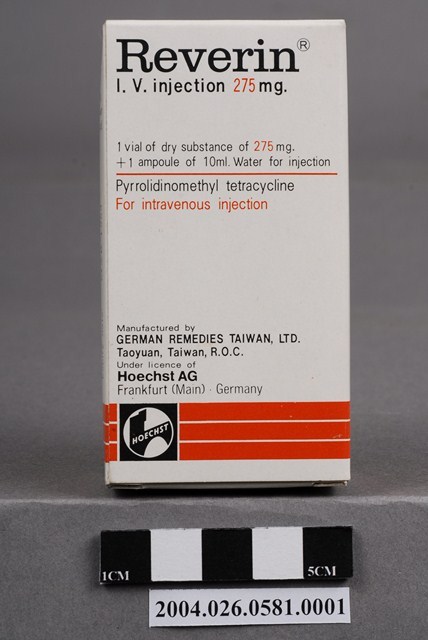 Reverin®
I. V. injection 275 mg.
1 vial of dry substance of 275 mg.
+1 ampoule of 10ml. Water for injection
Pyrrolidinomethyl tetracycline
For intravenous injection
Manufactured by
GERMAN REMEDIES TAIWAN, LTD.
Taoyuan, Taiwan, R.O.C.
Under licence of
Hoechst AG
Frankfurt (Main) · Germany
HOECHST
1CM 5CM
2004.026.0581.0001